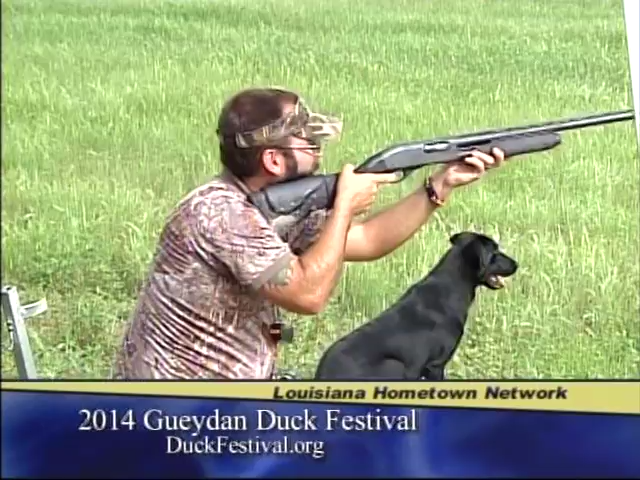 Louisiana Hometown Network
2014 Gueydan Duck Festival
DuckFestival.org